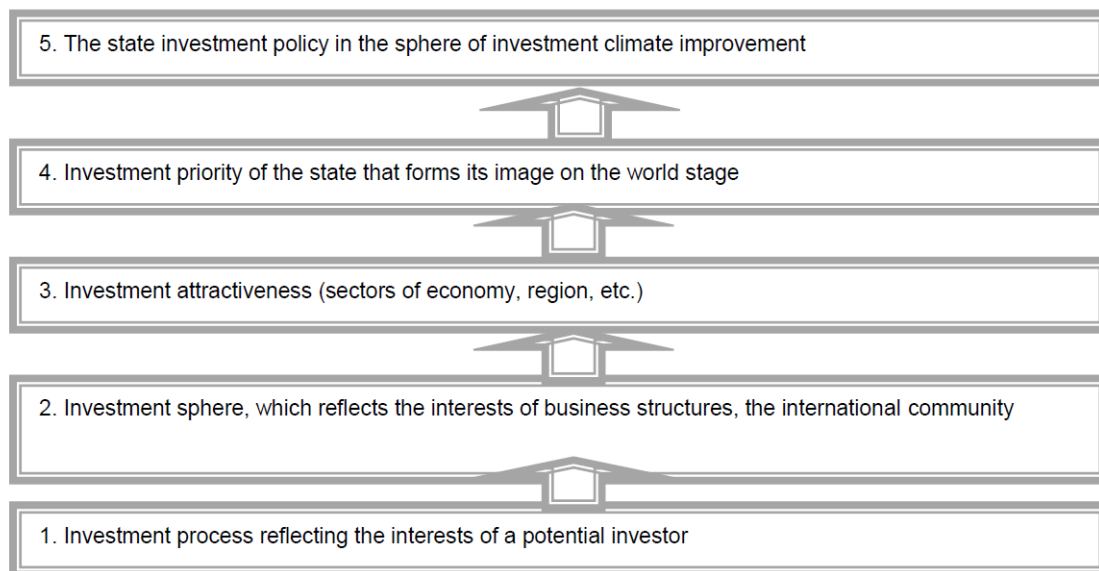 5. The state investment policy in the sphere of investment climate improvement
4. Investment priority of the state that forms its image on the world stage
3. Investment attractiveness (sectors of economy, region, etc.)
2. Investment sphere, which reflects the interests of business structures, the international community
1. Investment process reflecting the interests of a potential investor